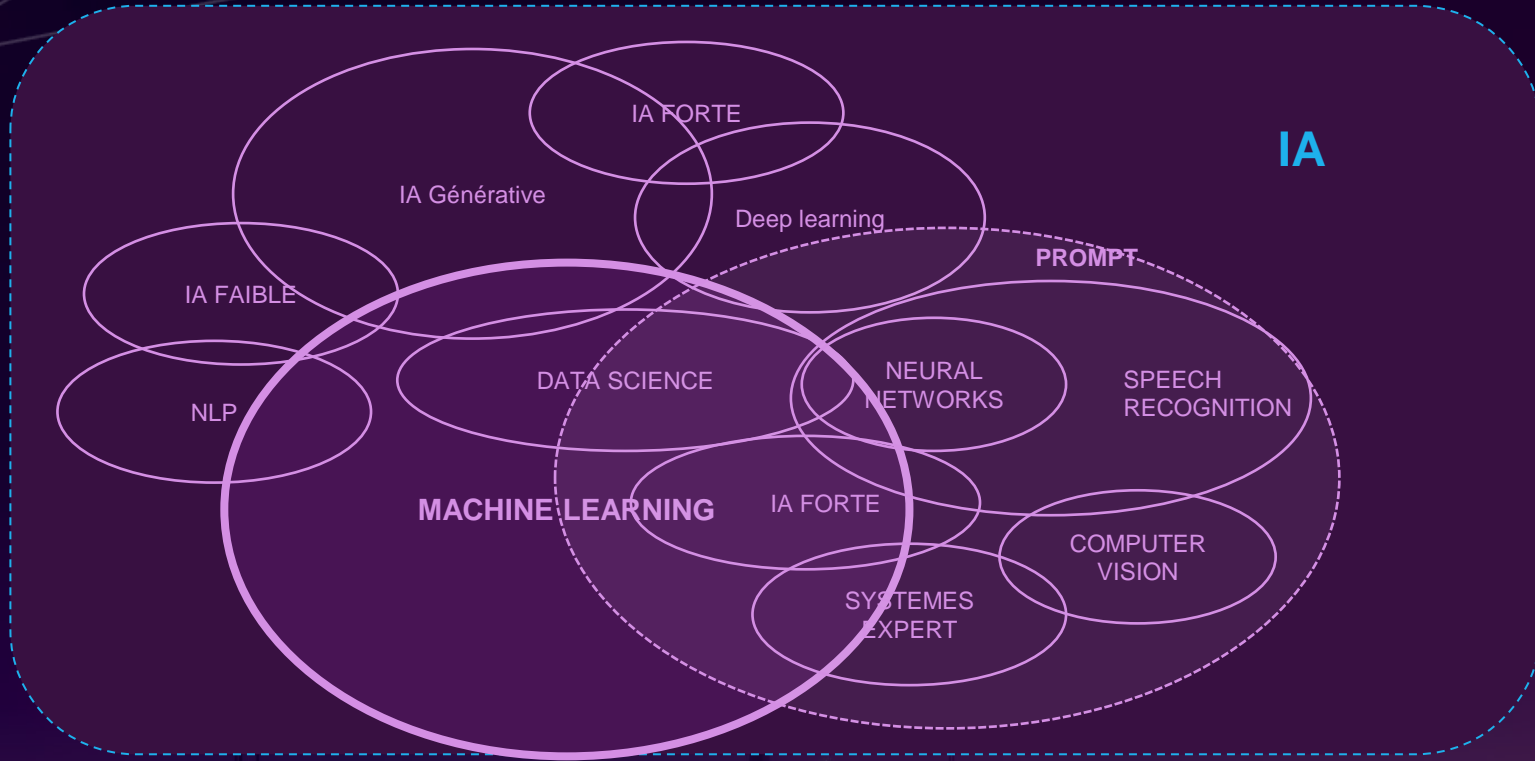 IA FORTE
IA
IA Générative
Deep learning
PROMPT
IA FAIBLE
DATA SCIENCE
NEURAL
NETWORKS
SPEECH
RECOGNITION
NLP
MACHINE LEARNING
IA FORTE
COMPUTER
VISION
SYSTEMES
EXPERT